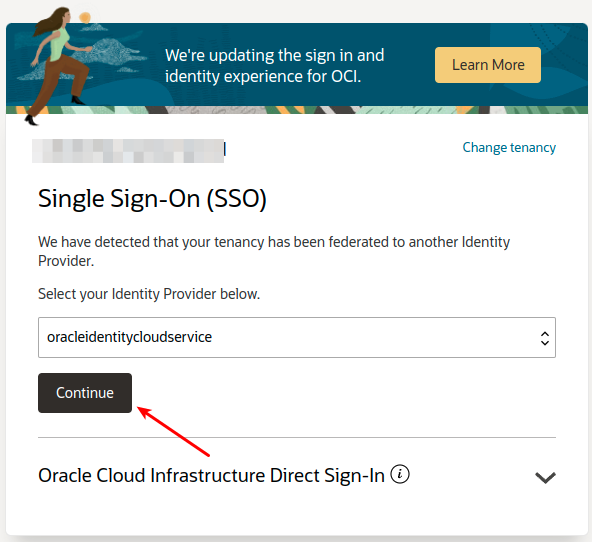 We're updating the sign in and
identity experience for OCI.
Learn More
Change tenancy
Single Sign-On (SSO)
We have detected that your tenancy has been federated to another Identity
Provider.
Select your Identity Provider below.
oracleidentitycloudservice
Continue
Oracle Cloud Infrastructure Direct Sign-In i